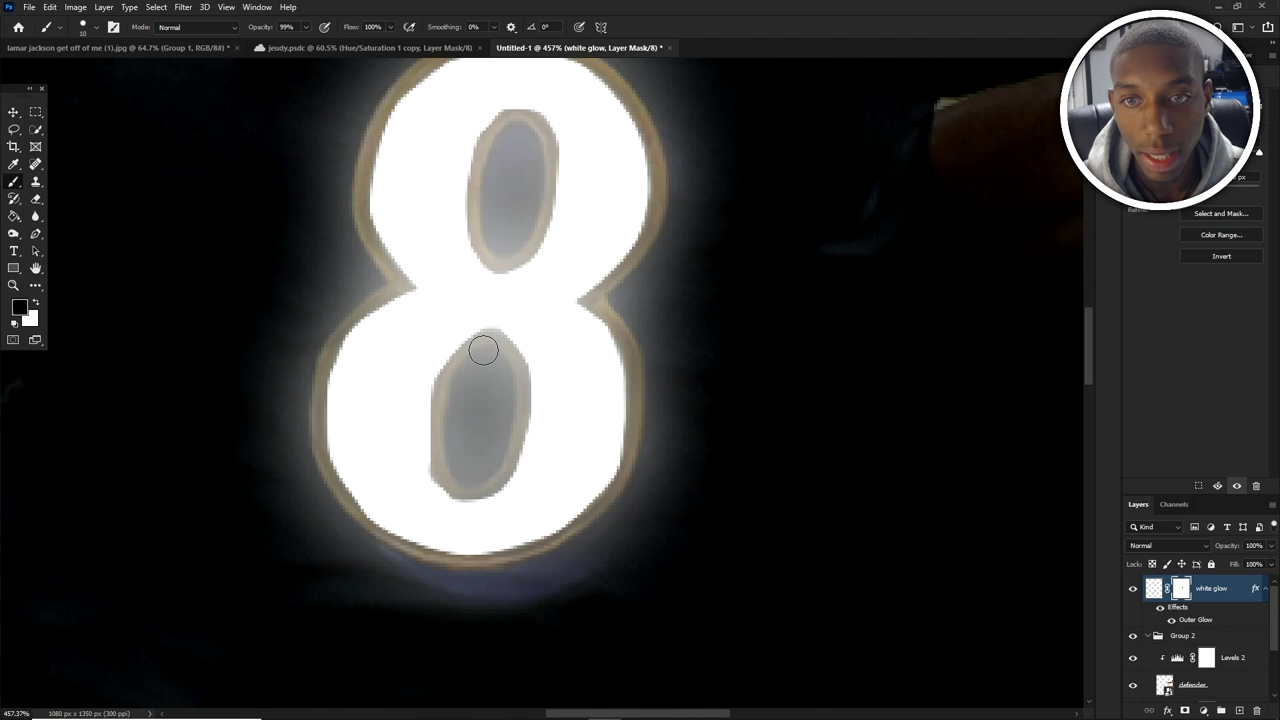 Ps File Edit Image Layer Type Select Filter 3D View Window Help
10 Mode: Normal Opacity: 99% Flow: 100% Smoothing: 0% 0°
lamar jackson get off of me (1).jpg @ 64.7% (Group 1, RGB/8#) * × jeudy.psdc @ 60.5% (Hue/Saturation 1 copy, Layer Mask/8) × Untitled-1 @ 457% (white glow, Layer Mask/8) * ×
8
px
Select and Mask...
Color Range...
Invert
Layers Channels
Kind
Normal Opacity: 100%
Lock: Fill: 100%
white glow fx
Effects
Outer Glow
Group 2
Levels 2
defender
457.37% 1080 px x 1350 px (300 ppi)